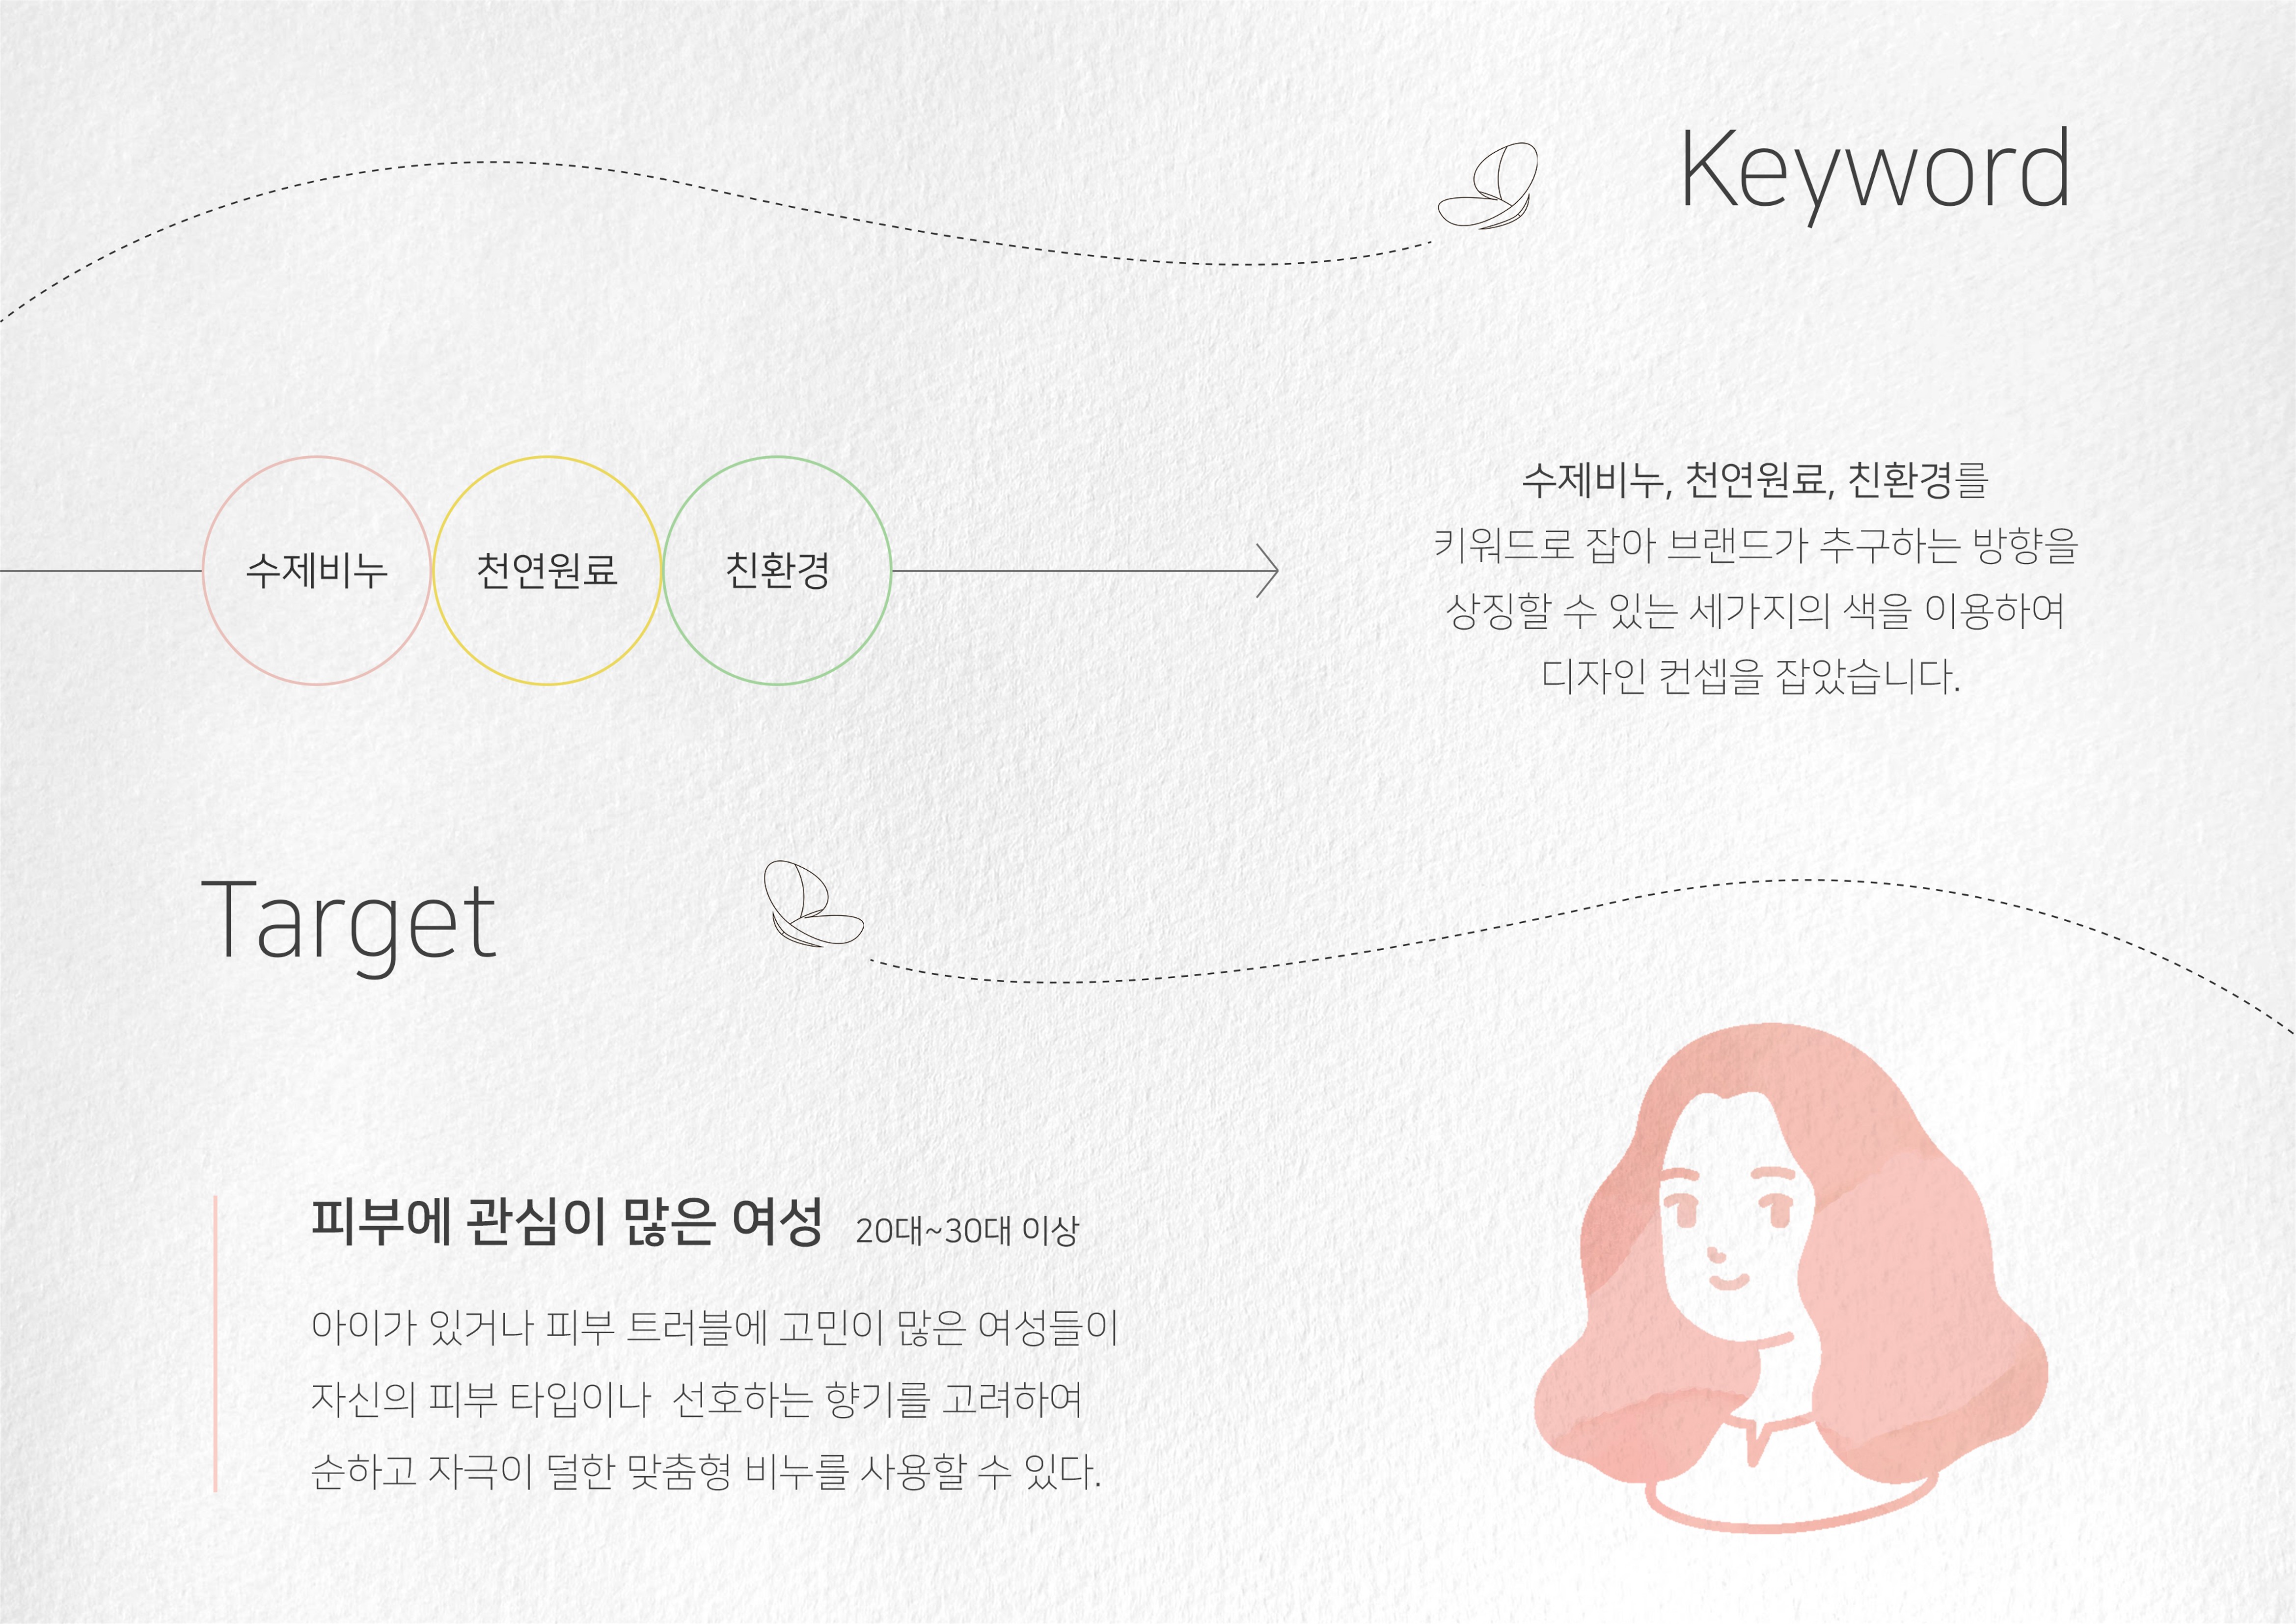 Keyword
수제비누
천연원료
친환경
수제비누, 천연원료, 친환경를
키워드로 잡아 브랜드가 추구하는 방향을
상징할 수 있는 세가지의 색을 이용하여
디자인 컨셉을 잡았습니다.
Target
피부에 관심이 많은 여성 20대~30대 이상
아이가 있거나 피부 트러블에 고민이 많은 여성들이
자신의 피부 타입이나 선호하는 향기를 고려하여
순하고 자극이 덜한 맞춤형 비누를 사용할 수 있다.